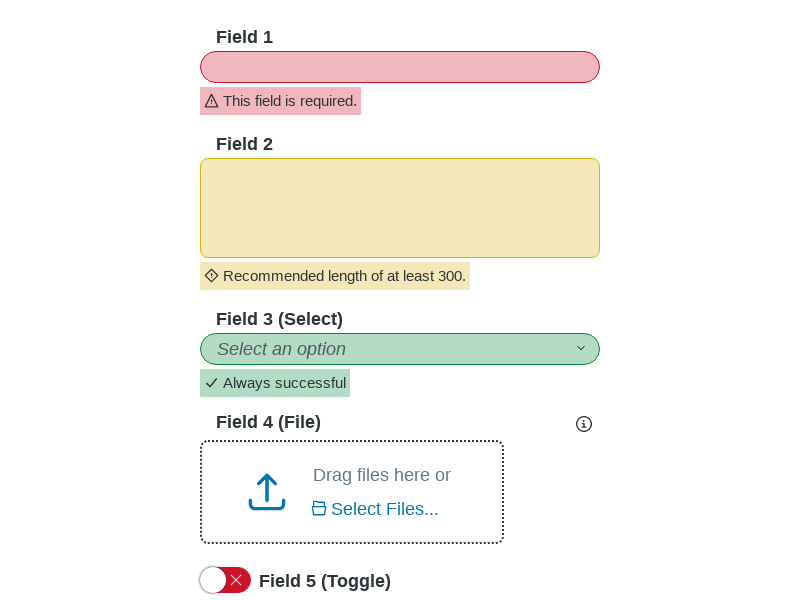 Field 1
This field is required.
Field 2
Recommended length of at least 300.
Field 3 (Select)
Select an option
Always successful
Field 4 (File)
Drag files here or
Select Files...
Field 5 (Toggle)